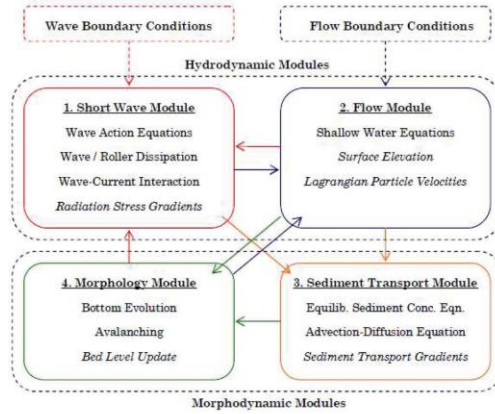 Wave Boundary Conditions
Flow Boundary Conditions
Hydrodynamic Modules
1. Short Wave Module
Wave Action Equations
Wave / Roller Dissipation
Wave-Current Interaction
Radiation Stress Gradients
2. Flow Module
Shallow Water Equations
Surface Elevation
Lagrangian Particle Velocities
4. Morphology Module
Bottom Evolution
Avalanching
Bed Level Update
3. Sediment Transport Module
Equilib. Sediment Conc. Eqn.
Advection-Diffusion Equation
Sediment Transport Gradients
Morphodynamic Modules